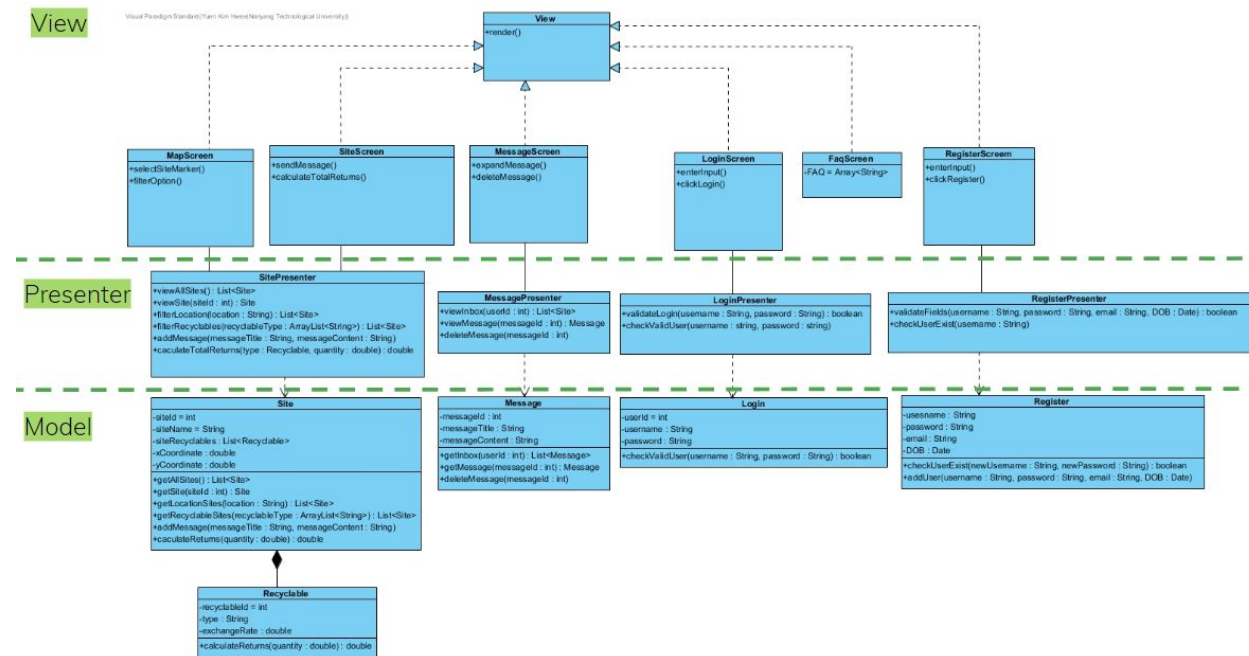 View
Visual Paradigm Standard(Yuen Kim Hwee(Nanyang Technological University))
View
+render()
MapScreen
+selectSiteMarker()
+filterOption()
SiteScreen
+sendMessage()
+calculateTotalReturns()
MessageScreen
+expandMessage()
+deleteMessage()
LoginScreen
+enterInput()
+clickLogin()
FaqScreen
-FAQ = Array<String>
RegisterScreem
+enterInput()
+clickRegister()
Presenter
SitePresenter
+viewAllSites() : List<Site>
+viewSite(siteId : int) : Site
+filterLocation(location : String) : List<Site>
+filterRecyclables(recyclableType : ArrayList<String>) : List<Site>
+addMessage(messageTitle : String, messageContent : String)
+caculateTotalReturns(type : Recyclable, quantity : double) : double
MessagePresenter
+viewInbox(userId : int) : List<Site>
+viewMessage(messageId : int) : Message
+deleteMessage(messageId : int)
LoginPresenter
+validateLogin(username : String, password : String) : boolean
+checkValidUser(username : string, password : string)
RegisterPresenter
+validateFields(username : String, password : String, email : String, DOB : Date) : boolean
+checkUserExist(username : String)
Model
Site
-siteId = int
-siteName = String
-siteRecyclables : List<Recyclable>
-xCoordinate : double
-yCoordinate : double
+getAllSites() : List<Site>
+getSite(siteId : int) : Site
+getLocationSites(location : String) : List<Site>
+getRecyclableSites(recyclableType : ArrayList<String>) : List<Site>
+addMessage(messageTitle : String, messageContent : String)
+caculateReturns(quantity : double) : double
Message
-messageId : int
-messageTitle : String
-messageContent : String
+getInbox(userId : int) : List<Message>
+getMessage(messageId : int) : Message
+deleteMessage(messageId : int)
Login
-userId = int
-username : String
-password : String
+checkValidUser(username : String, password : String) : boolean
Register
-username : String
-password : String
-email : String
-DOB : Date
+checkUserExist(newUsername : String, newPassword : String) : boolean
+addUser(username : String, password : String, email : String, DOB : Date)
Recyclable
-recyclableId = int
-type : String
-exchangeRate : double
+calculateReturns(quantity : double) : double